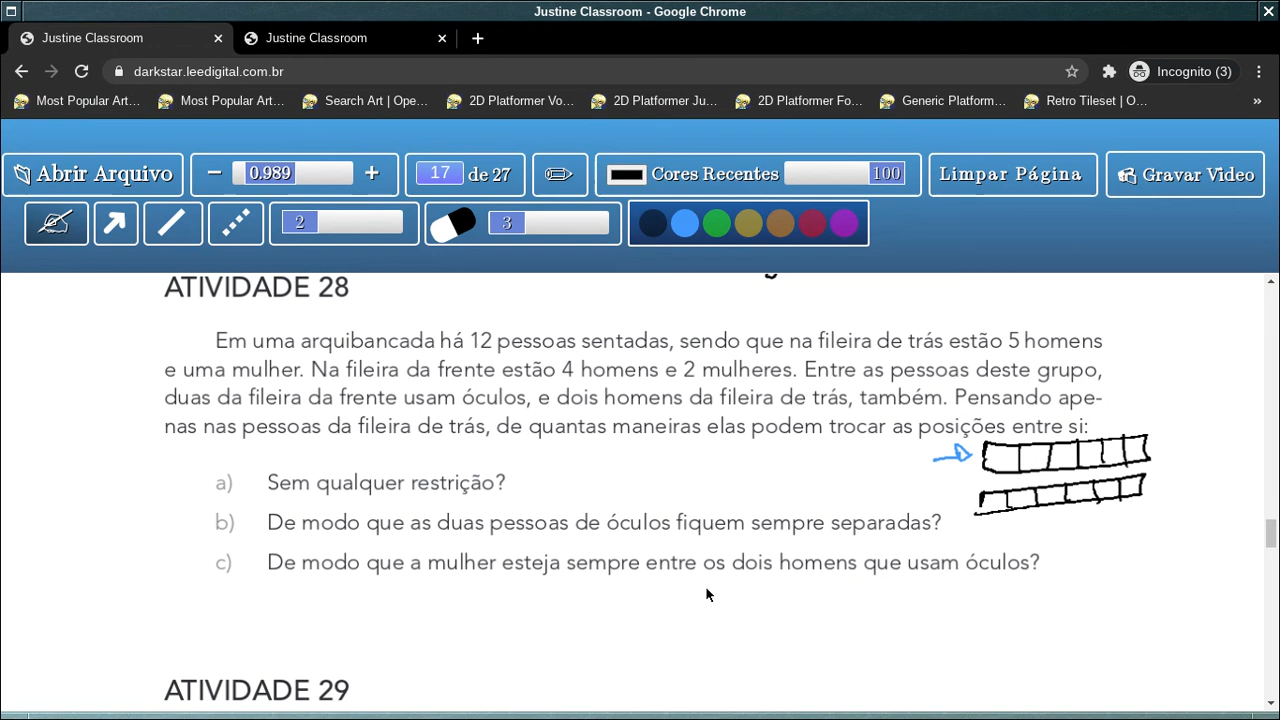 Justine Classroom - Google Chrome
Justine Classroom
Justine Classroom
darkstar.leedigital.com.br
Incognito (3)
Most Popular Art...
Most Popular Art...
Search Art | Ope...
2D Platformer Vo...
2D Platformer Ju...
2D Platformer Fo...
Generic Platform...
Retro Tileset | O...
Abrir Arquivo
0.989
17 de 27
Cores Recentes
100
Limpar Página
Gravar Video
2
3
ATIVIDADE 28
Em uma arquibancada há 12 pessoas sentadas, sendo que na fileira de trás estão 5 homens
e uma mulher. Na fileira da frente estão 4 homens e 2 mulheres. Entre as pessoas deste grupo,
duas da fileira da frente usam óculos, e dois homens da fileira de trás, também. Pensando ape-
nas nas pessoas da fileira de trás, de quantas maneiras elas podem trocar as posições entre si:
a) Sem qualquer restrição?
b) De modo que as duas pessoas de óculos fiquem sempre separadas?
c) De modo que a mulher esteja sempre entre os dois homens que usam óculos?
ATIVIDADE 29